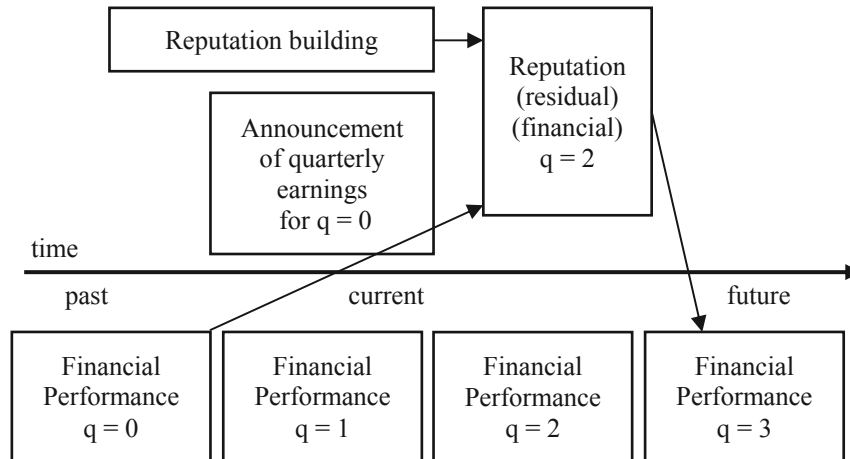 Reputation building
Reputation
(residual)
(financial)
q = 2
Announcement
of quarterly
earnings
for q = 0
time
past
current
future
Financial
Performance
q = 0
Financial
Performance
q = 1
Financial
Performance
q = 2
Financial
Performance
q = 3